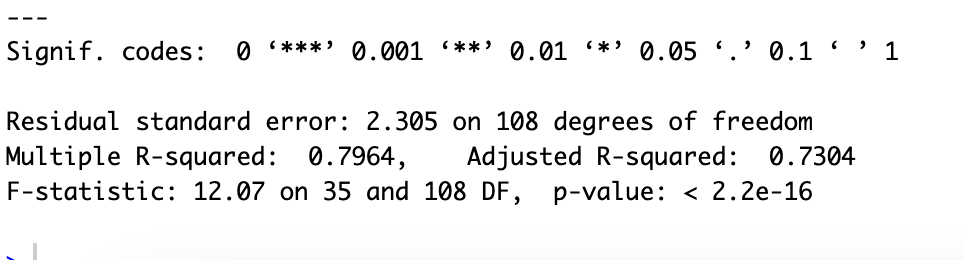 ---
Signif. codes:  0 ‘***’ 0.001 ‘**’ 0.01 ‘*’ 0.05 ‘.’ 0.1 ‘ ’ 1
Residual standard error: 2.305 on 108 degrees of freedom
Multiple R-squared:  0.7964,    Adjusted R-squared:  0.7304
F-statistic: 12.07 on 35 and 108 DF,  p-value: < 2.2e-16
>